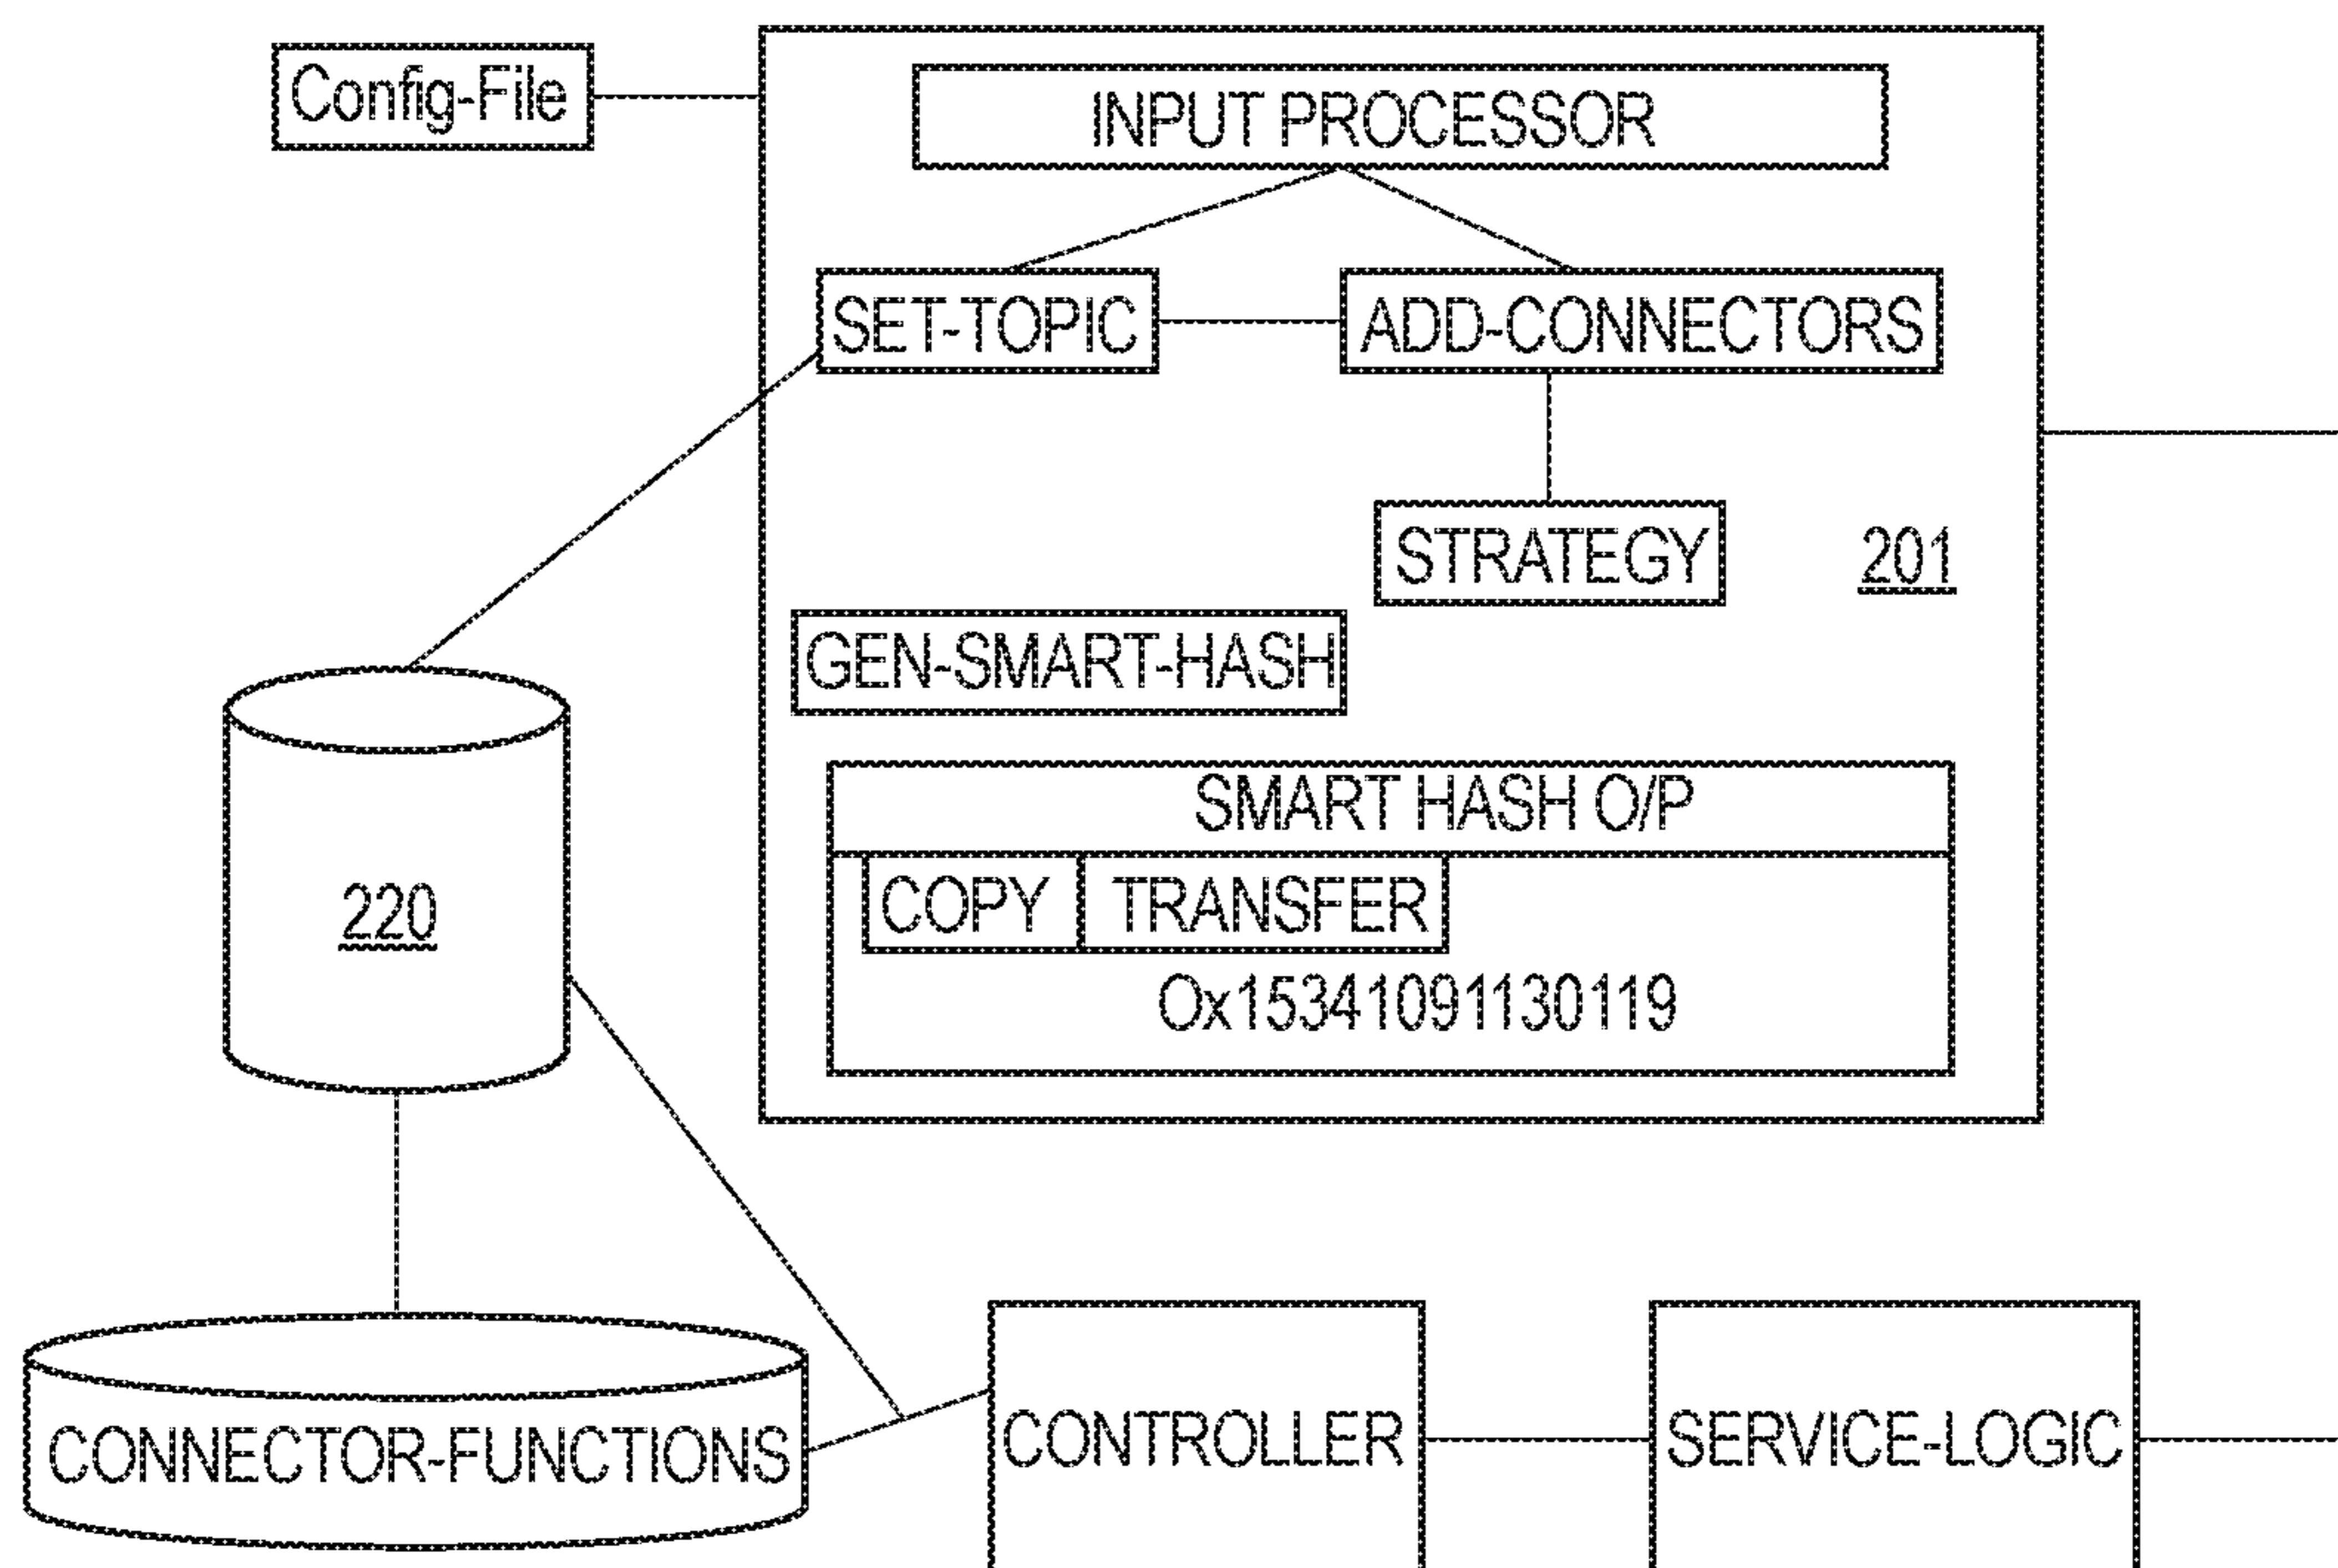 Config-File
INPUT PROCESSOR
SET-TOPIC
ADD-CONNECTORS
STRATEGY
201
GEN-SMART-HASH
SMART HASH O/P
COPY
TRANSFER
Ox15341091130119
220
CONNECTOR-FUNCTIONS
CONTROLLER
SERVICE-LOGIC